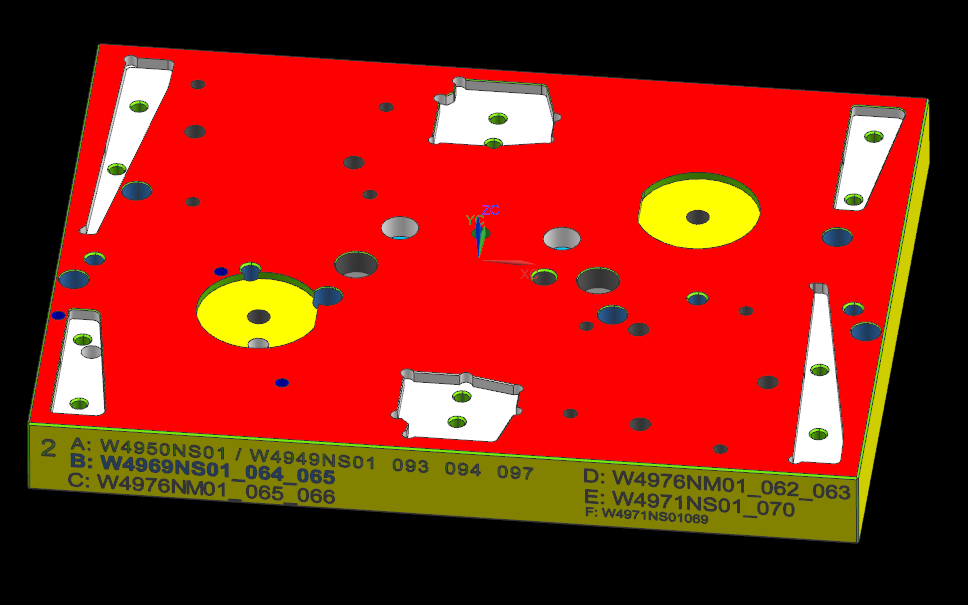 ZC
YC
XC
2
A: W4950NS01 / W4949NS01 093 094 097
B: W4969NS01_064_065
C: W4976NM01_065_066
D: W4976NM01_062_063
E: W4971NS01_070
F: W4971NS01069